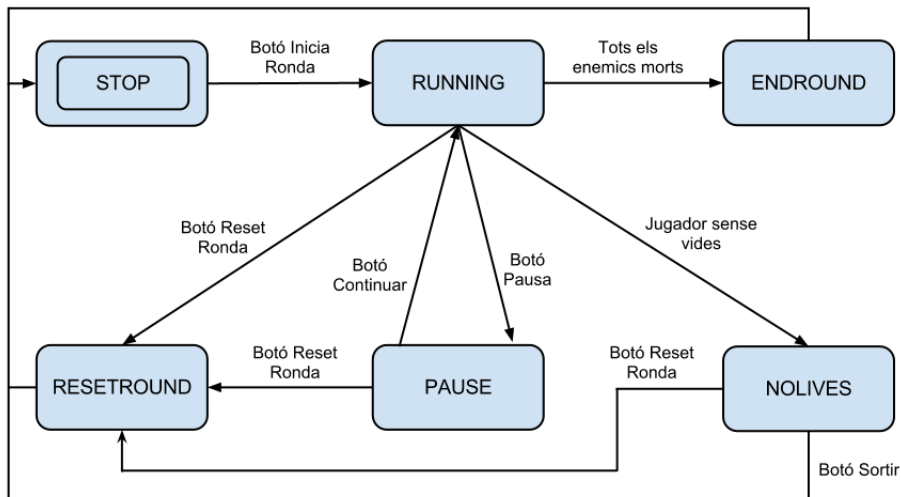 Botó Inicia
Ronda
Tots els
enemics morts
STOP
RUNNING
ENDROUND
Botó Reset
Ronda
Botó
Continuar
Botó
Pausa
Jugador sense
vides
Botó Reset
Ronda
Botó Reset
Ronda
RESETROUND
PAUSE
NOLIVES
Botó Sortir